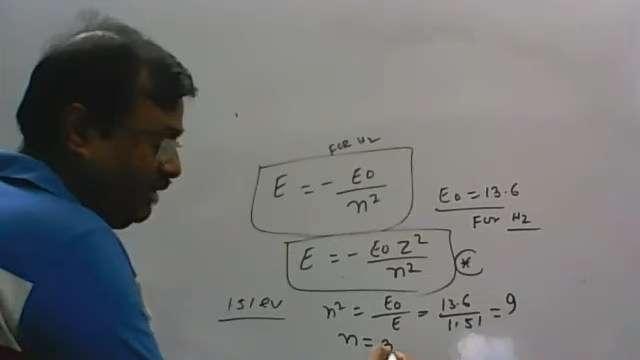 FOR H2
E = - E0/n²
E0 = 13.6
FOR H2
E = - E0 Z²/n² *
1.51 ev n² = E0/E = 13.6/1.51 = 9
n = 3